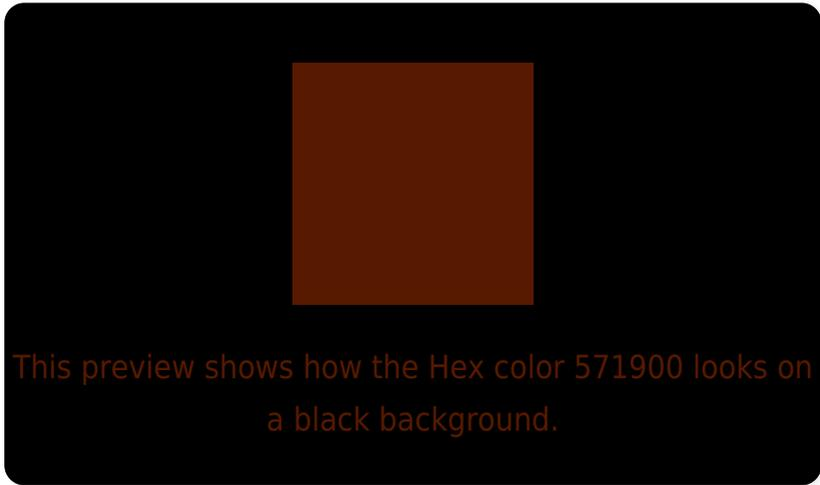 This preview shows how the Hex color 571900 looks on
a black background.